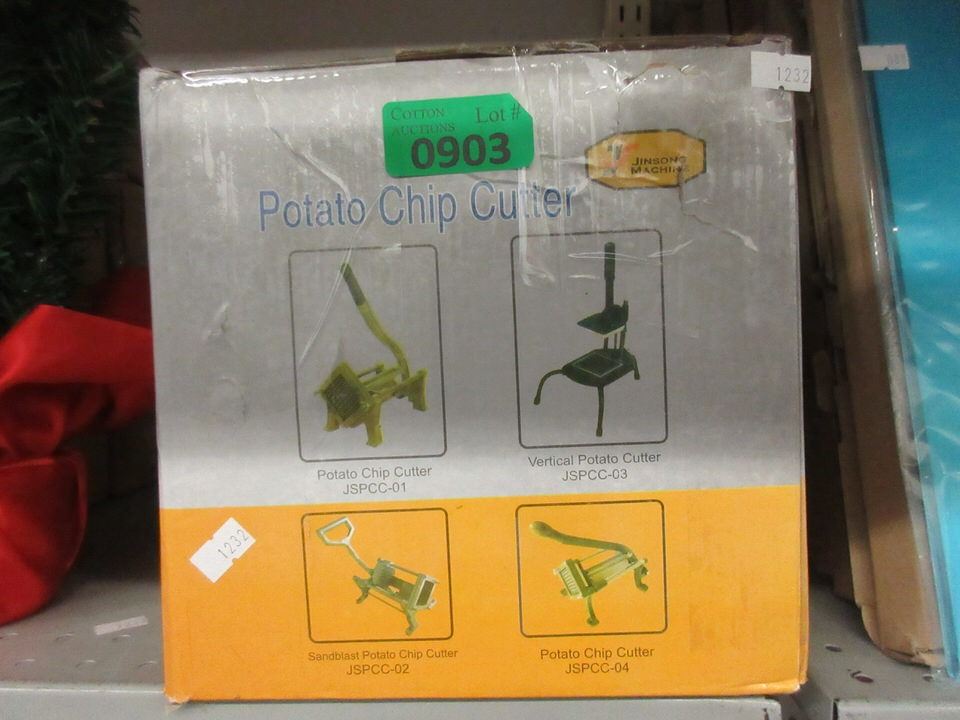 1232
COTTON
AUCTIONS
Lot #
0903
JINSONG
MACHINE
Potato Chip Cutter
Potato Chip Cutter
JSPCC-01
Vertical Potato Cutter
JSPCC-03
1232
Sandblast Potato Chip Cutter
JSPCC-02
Potato Chip Cutter
JSPCC-04